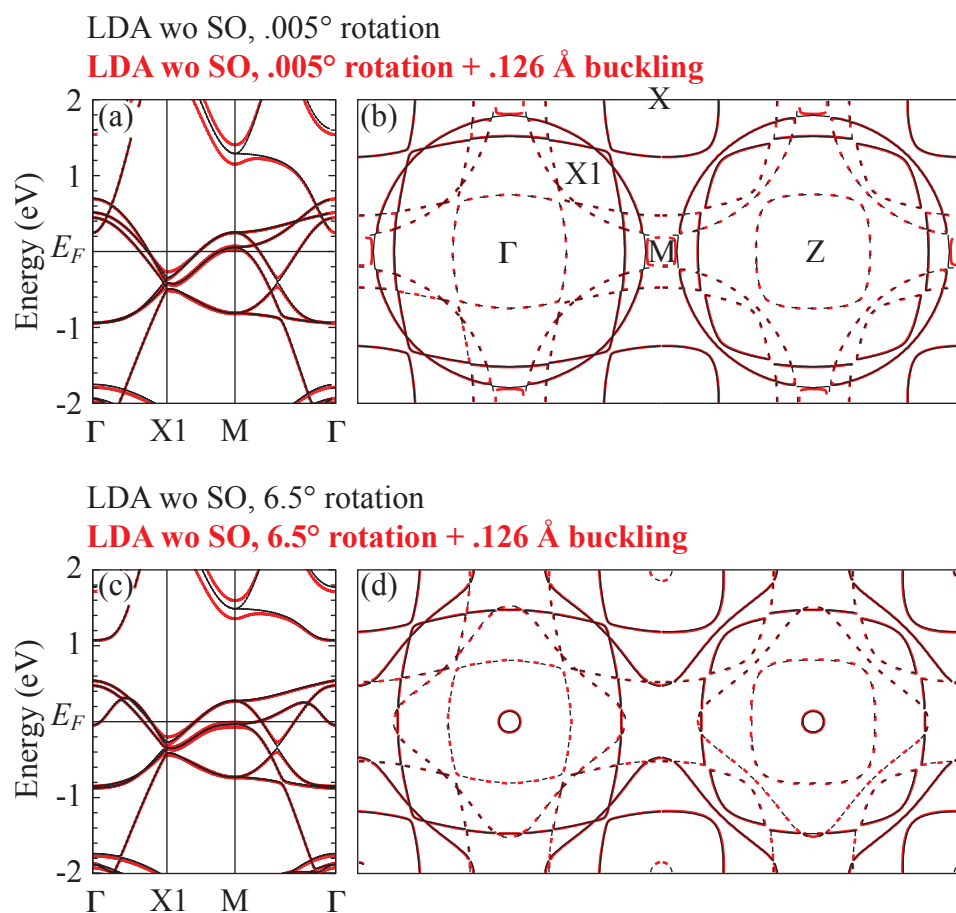 LDA wo SO, .005° rotation
LDA wo SO, .005° rotation + .126 Å buckling
(a)
(b)
X
X1
Γ
M
Z
2
1
E_F
-1
-2
Energy (eV)
Γ X1 M Γ
LDA wo SO, 6.5° rotation
LDA wo SO, 6.5° rotation + .126 Å buckling
(c)
(d)
2
1
E_F
-1
-2
Energy (eV)
Γ X1 M Γ